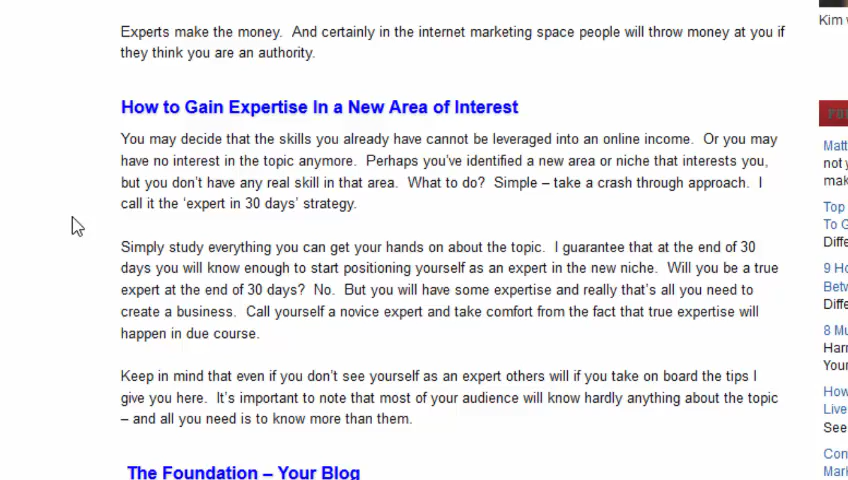 Experts make the money.  And certainly in the internet marketing space people will throw money at you if
they think you are an authority.
How to Gain Expertise In a New Area of Interest
You may decide that the skills you already have cannot be leveraged into an online income.  Or you may
have no interest in the topic anymore.  Perhaps you've identified a new area or niche that interests you,
but you don't have any real skill in that area.  What to do?  Simple – take a crash through approach.  I
call it the 'expert in 30 days' strategy.
Simply study everything you can get your hands on about the topic.  I guarantee that at the end of 30
days you will know enough to start positioning yourself as an expert in the new niche.  Will you be a true
expert at the end of 30 days?  No.  But you will have some expertise and really that's all you need to
create a business.  Call yourself a novice expert and take comfort from the fact that true expertise will
happen in due course.
Keep in mind that even if you don't see yourself as an expert others will if you take on board the tips I
give you here.  It's important to note that most of your audience will know hardly anything about the topic
– and all you need is to know more than them.
The Foundation – Your Blog
Kim
Matt
not
Top
To
9
8
How
Live
See